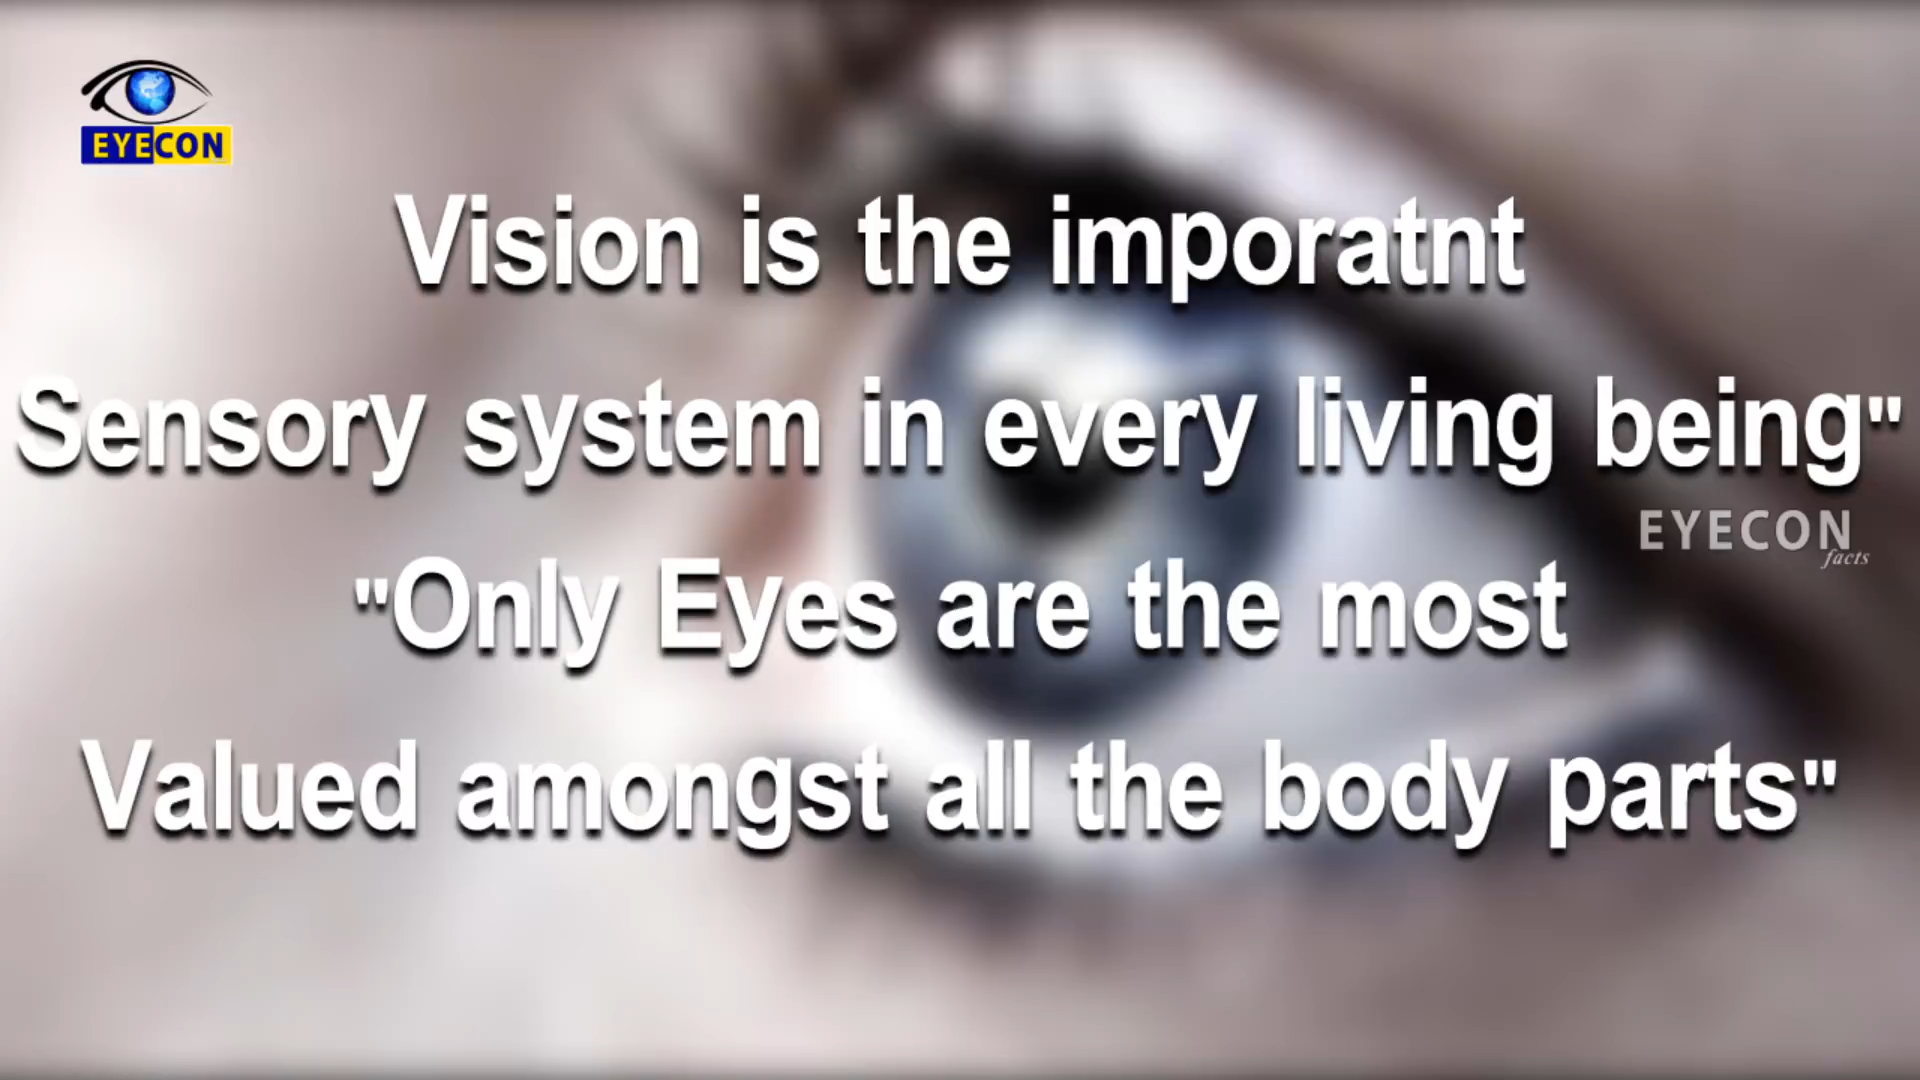 EYECON
Vision is the imporatnt
Sensory system in every living being"
EYECON
facts
"Only Eyes are the most
Valued amongst all the body parts"